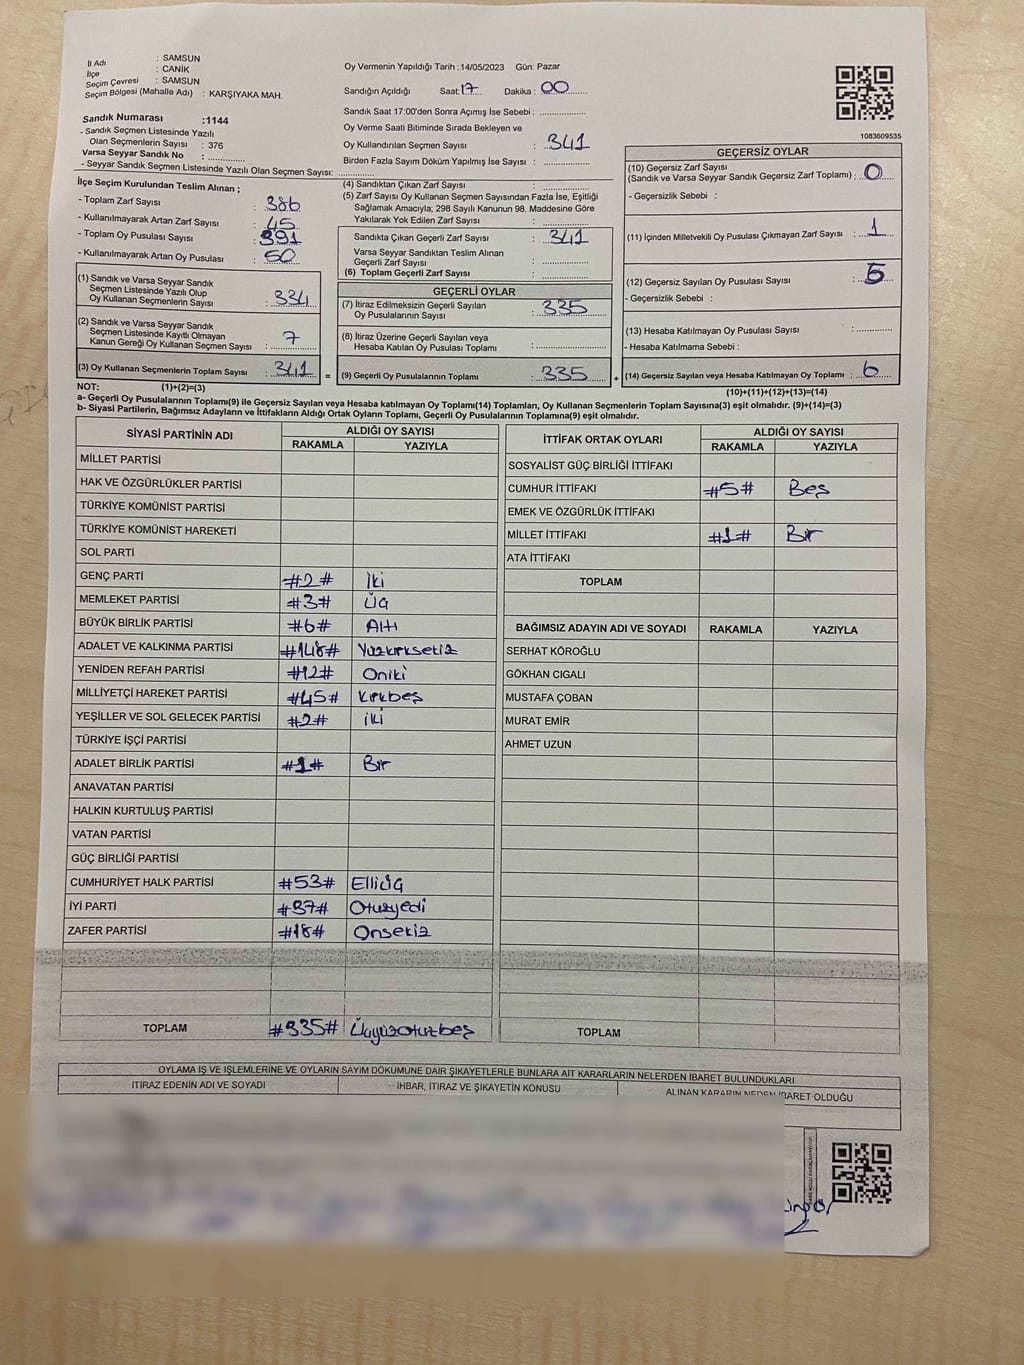 İl Adı : SAMSUN
İlçe : CANİK
Seçim Çevresi : SAMSUN
Seçim Bölgesi (Mahalle Adı) : KARŞIYAKA MAH.
Sandık Numarası :1144
- Sandık Seçmen Listesinde Yazılı
Olan Seçmenlerin Sayısı : 376
Varsa Seyyar Sandık No : ..............
- Seyyar Sandık Seçmen Listesinde Yazılı Olan Seçmen Sayısı: ..............
İlçe Seçim Kurulundan Teslim Alınan ;
- Toplam Zarf Sayısı : 386
- Kullanılmayarak Artan Zarf Sayısı : 45
- Toplam Oy Pusulası Sayısı : 391
- Kullanılmayarak Artan Oy Pusulası : 50
(1) Sandık ve Varsa Seyyar Sandık
Seçmen Listesinde Yazılı Olup
Oy Kullanan Seçmenlerin Sayısı : 334
(2) Sandık ve Varsa Seyyar Sandık
Seçmen Listesinde Kayıtlı Olmayan
Kanun Gereği Oy Kullanan Seçmen Sayısı : 7
(3) Oy Kullanan Seçmenlerin Toplam Sayısı : 341
Oy Vermenin Yapıldığı Tarih :14/05/2023 Gün: Pazar
Sandığın Açıldığı Saat: 17 Dakika : 00
Sandık Saat 17:00'den Sonra Açımış İse Sebebi : ..............
Oy Verme Saati Bitiminde Sırada Bekleyen ve
Oy Kullandırılan Seçmen Sayısı : 341
Birden Fazla Sayım Döküm Yapılmış İse Sayısı : ..............
(4) Sandıktan Çıkan Zarf Sayısı : ..............
(5) Zarf Sayısı Oy Kullanan Seçmen Sayısından Fazla İse, Eşitliği
Sağlamak Amacıyla; 298 Sayılı Kanunun 98. Maddesine Göre
Yakılarak Yok Edilen Zarf Sayısı : ..............
Sandıkta Çıkan Geçerli Zarf Sayısı : 341
Varsa Seyyar Sandıktan Teslim Alınan
Geçerli Zarf Sayısı : ..............
(6) Toplam Geçerli Zarf Sayısı : ..............
GEÇERLİ OYLAR
(7) İtiraz Edilmeksizin Geçerli Sayılan
Oy Pusulalarının Sayısı : 335
(8) İtiraz Üzerine Geçerli Sayılan veya
Hesaba Katılan Oy Pusulası Toplamı : ..............
= (9) Geçerli Oy Pusulalarının Toplamı : 335 +
1083609535
GEÇERSİZ OYLAR
(10) Geçersiz Zarf Sayısı
(Sandık ve Varsa Seyyar Sandık Geçersiz Zarf Toplamı) : 0
- Geçersizlik Sebebi :
(11) İçinden Milletvekili Oy Pusulası Çıkmayan Zarf Sayısı : 1
(12) Geçersiz Sayılan Oy Pusulası Sayısı : 5
- Geçersizlik Sebebi :
(13) Hesaba Katılmayan Oy Pusulası Sayısı : ..............
- Hesaba Katılmama Sebebi :
(14) Geçersiz Sayılan veya Hesaba Katılmayan Oy Toplamı : 6
NOT: (1)+(2)=(3) (10)+(11)+(12)+(13)=(14)
a- Geçerli Oy Pusulalarının Toplamı(9) ile Geçersiz Sayılan veya Hesaba katılmayan Oy Toplamı(14) Toplamları, Oy Kullanan Seçmenlerin Toplam Sayısına(3) eşit olmalıdır. (9)+(14)=(3)
b- Siyasi Partilerin, Bağımsız Adayların ve İttifakların Aldığı Ortak Oyların Toplamı, Geçerli Oy Pusulalarının Toplamına(9) eşit olmalıdır.
SİYASİ PARTİNİN ADI ALDIĞI OY SAYISI
RAKAMLA YAZIYLA
MİLLET PARTİSİ
HAK VE ÖZGÜRLÜKLER PARTİSİ
TÜRKİYE KOMÜNİST PARTİSİ
TÜRKİYE KOMÜNİST HAREKETİ
SOL PARTİ
GENÇ PARTİ #2# İki
MEMLEKET PARTİSİ #3# Üç
BÜYÜK BİRLİK PARTİSİ #6# Altı
ADALET VE KALKINMA PARTİSİ #148# Yüzkırksekiz
YENİDEN REFAH PARTİSİ #12# Oniki
MİLLİYETÇİ HAREKET PARTİSİ #45# Kırkbeş
YEŞİLLER VE SOL GELECEK PARTİSİ #2# iki
TÜRKİYE İŞÇİ PARTİSİ
ADALET BİRLİK PARTİSİ #1# Bir
ANAVATAN PARTİSİ
HALKIN KURTULUŞ PARTİSİ
VATAN PARTİSİ
GÜÇ BİRLİĞİ PARTİSİ
CUMHURİYET HALK PARTİSİ #53# Elliüç
İYİ PARTİ #37# Otuzyedi
ZAFER PARTİSİ #18# Onsekiz
TOPLAM #335# Üçyüzotuzbeş
İTTİFAK ORTAK OYLARI ALDIĞI OY SAYISI
RAKAMLA YAZIYLA
SOSYALİST GÜÇ BİRLİĞİ İTTİFAKI
CUMHUR İTTİFAKI #5# Beş
EMEK VE ÖZGÜRLÜK İTTİFAKI
MİLLET İTTİFAKI #1# Bir
ATA İTTİFAKI
TOPLAM
BAĞIMSIZ ADAYIN ADI VE SOYADI RAKAMLA YAZIYLA
SERHAT KÖROĞLU
GÖKHAN CIGALI
MUSTAFA ÇOBAN
MURAT EMİR
AHMET UZUN
TOPLAM
OYLAMA İŞ VE İŞLEMLERİNE VE OYLARIN SAYIM DÖKÜMÜNE DAİR ŞİKAYETLERLE BUNLARA AİT KARARLARIN NELERDEN İBARET BULUNDUKLARI
İTİRAZ EDENİN ADI VE SOYADI İHBAR, İTİRAZ VE ŞİKAYETİN KONUSU ALINAN KARARIN NEDEN İBARET OLDUĞU